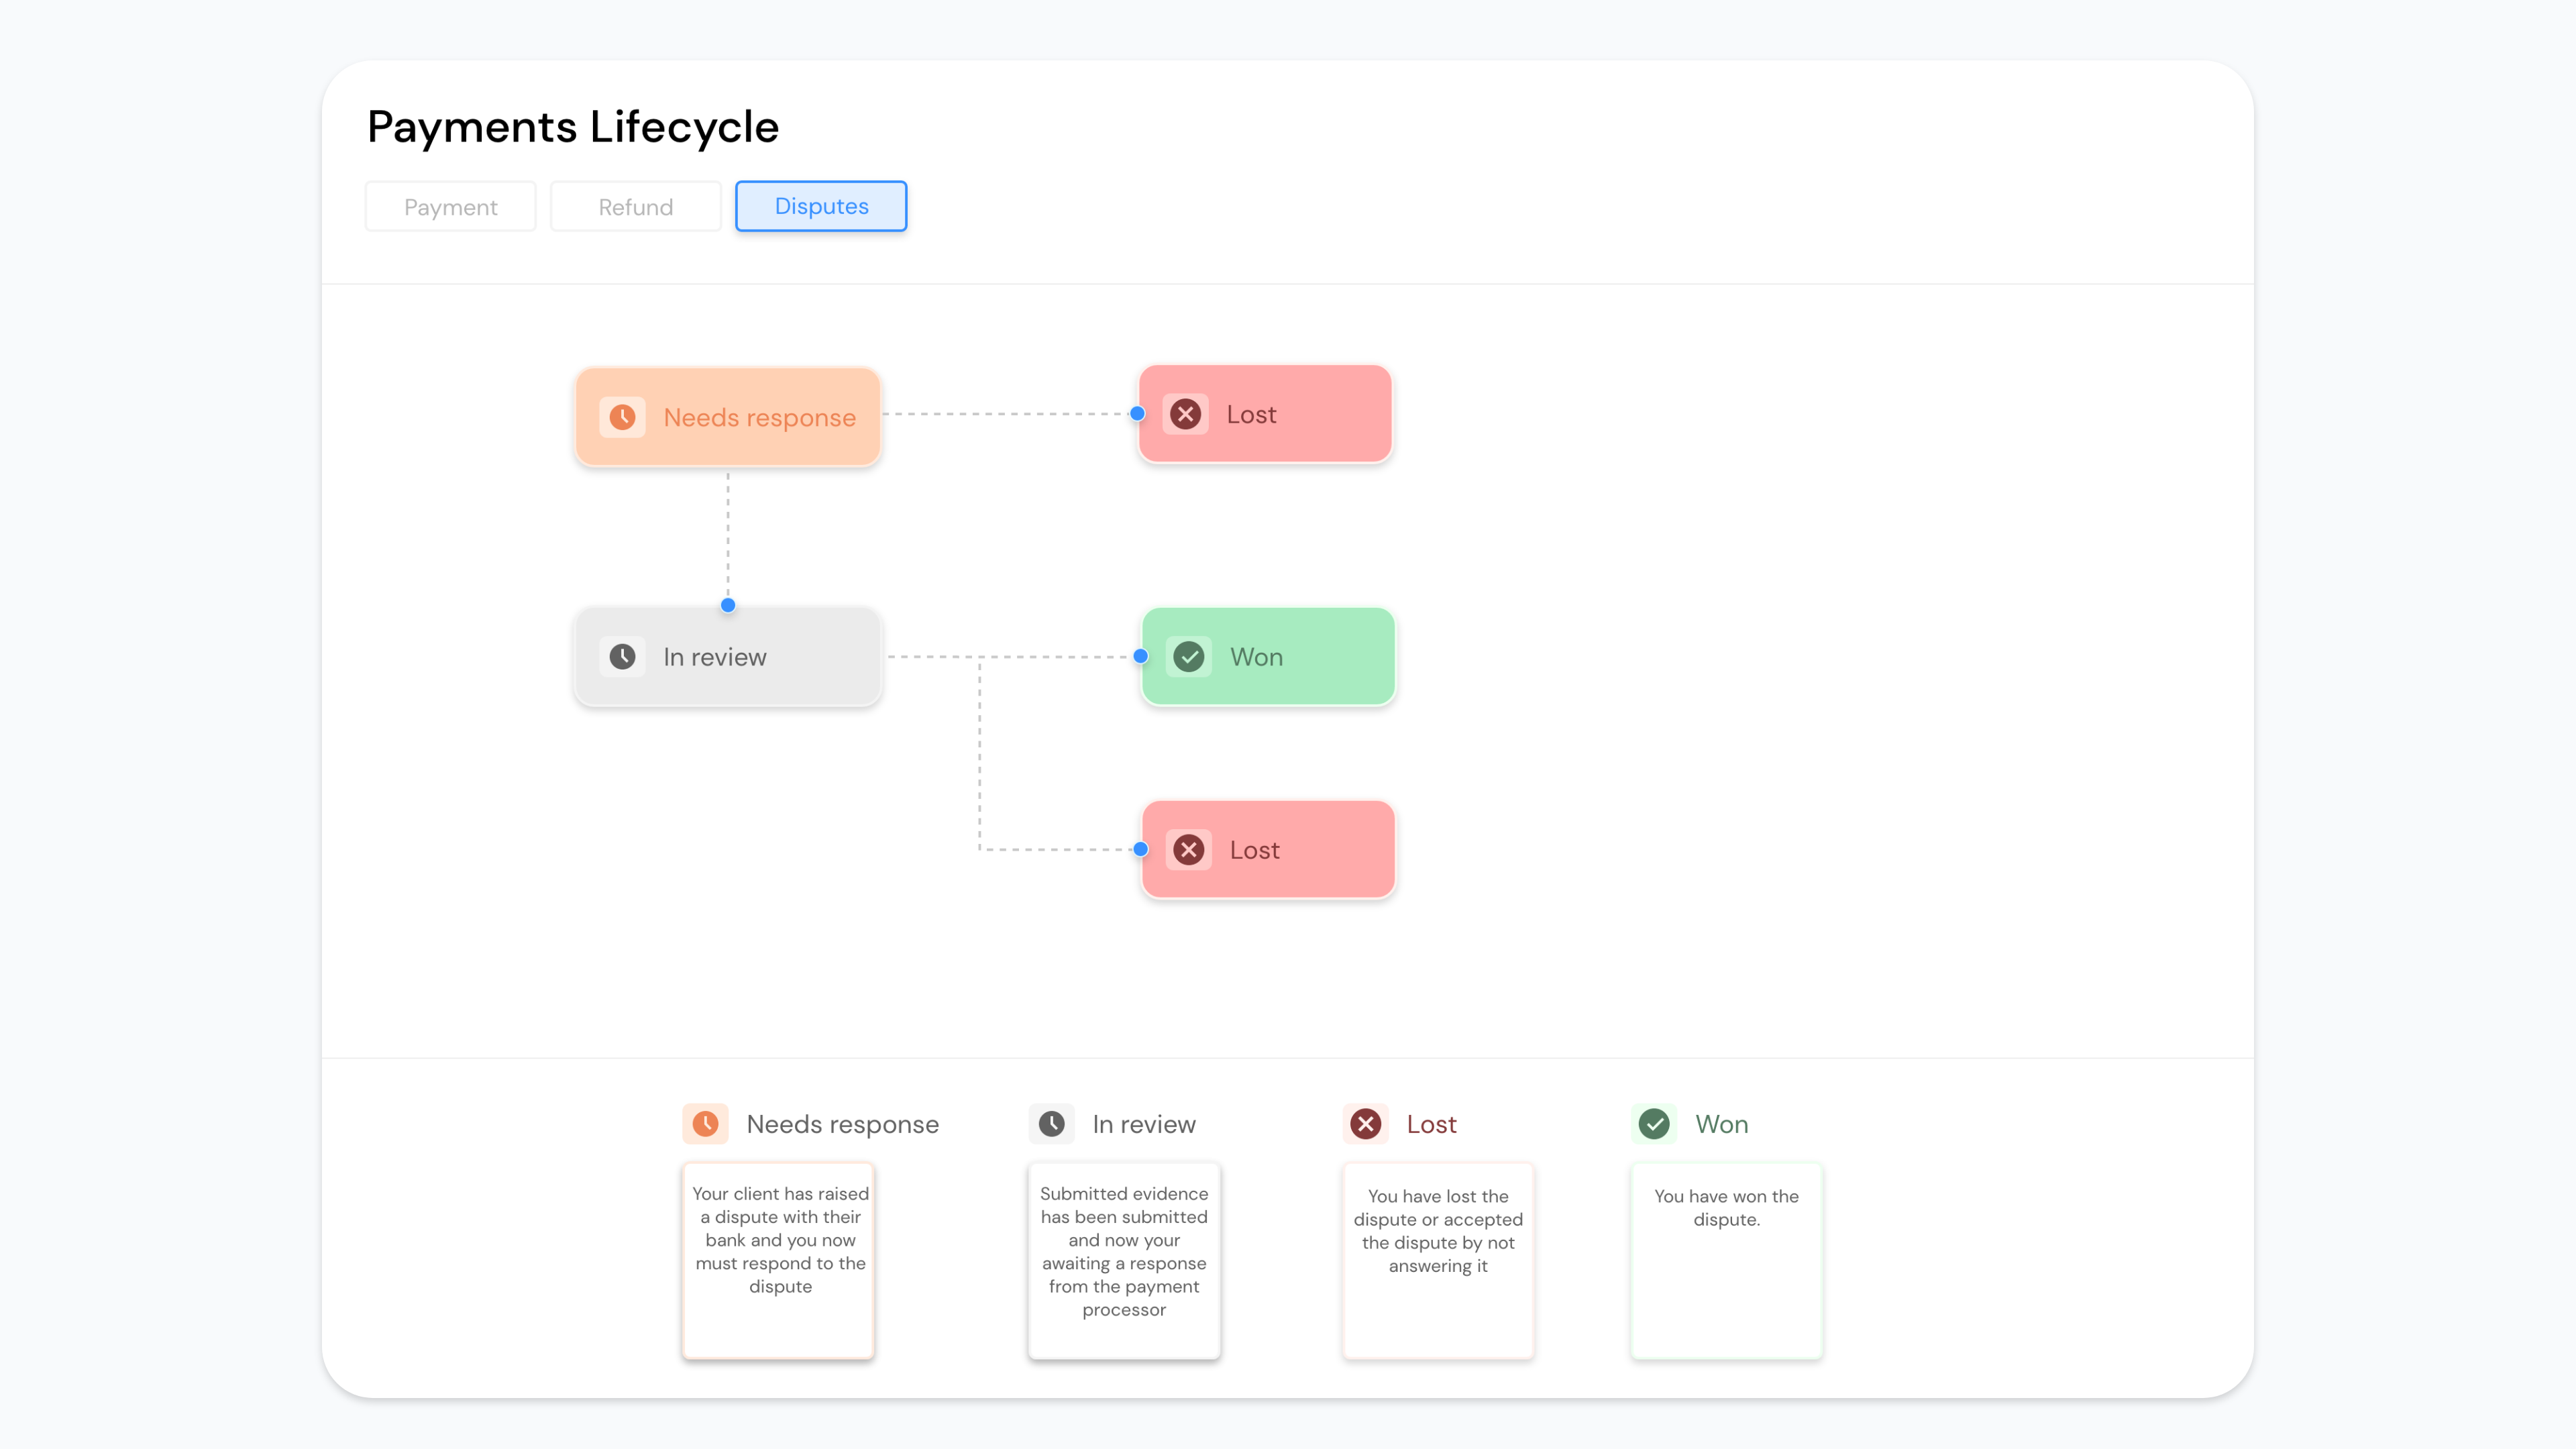 Payments Lifecycle
Payment
Refund
Disputes
Needs response
Lost
In review
Won
Lost
Needs response
Your client has raised
a dispute with their
bank and you now
must respond to the
dispute
In review
Submitted evidence
has been submitted
and now your
awaiting a response
from the payment
processor
Lost
You have lost the
dispute or accepted
the dispute by not
answering it
Won
You have won the
dispute.